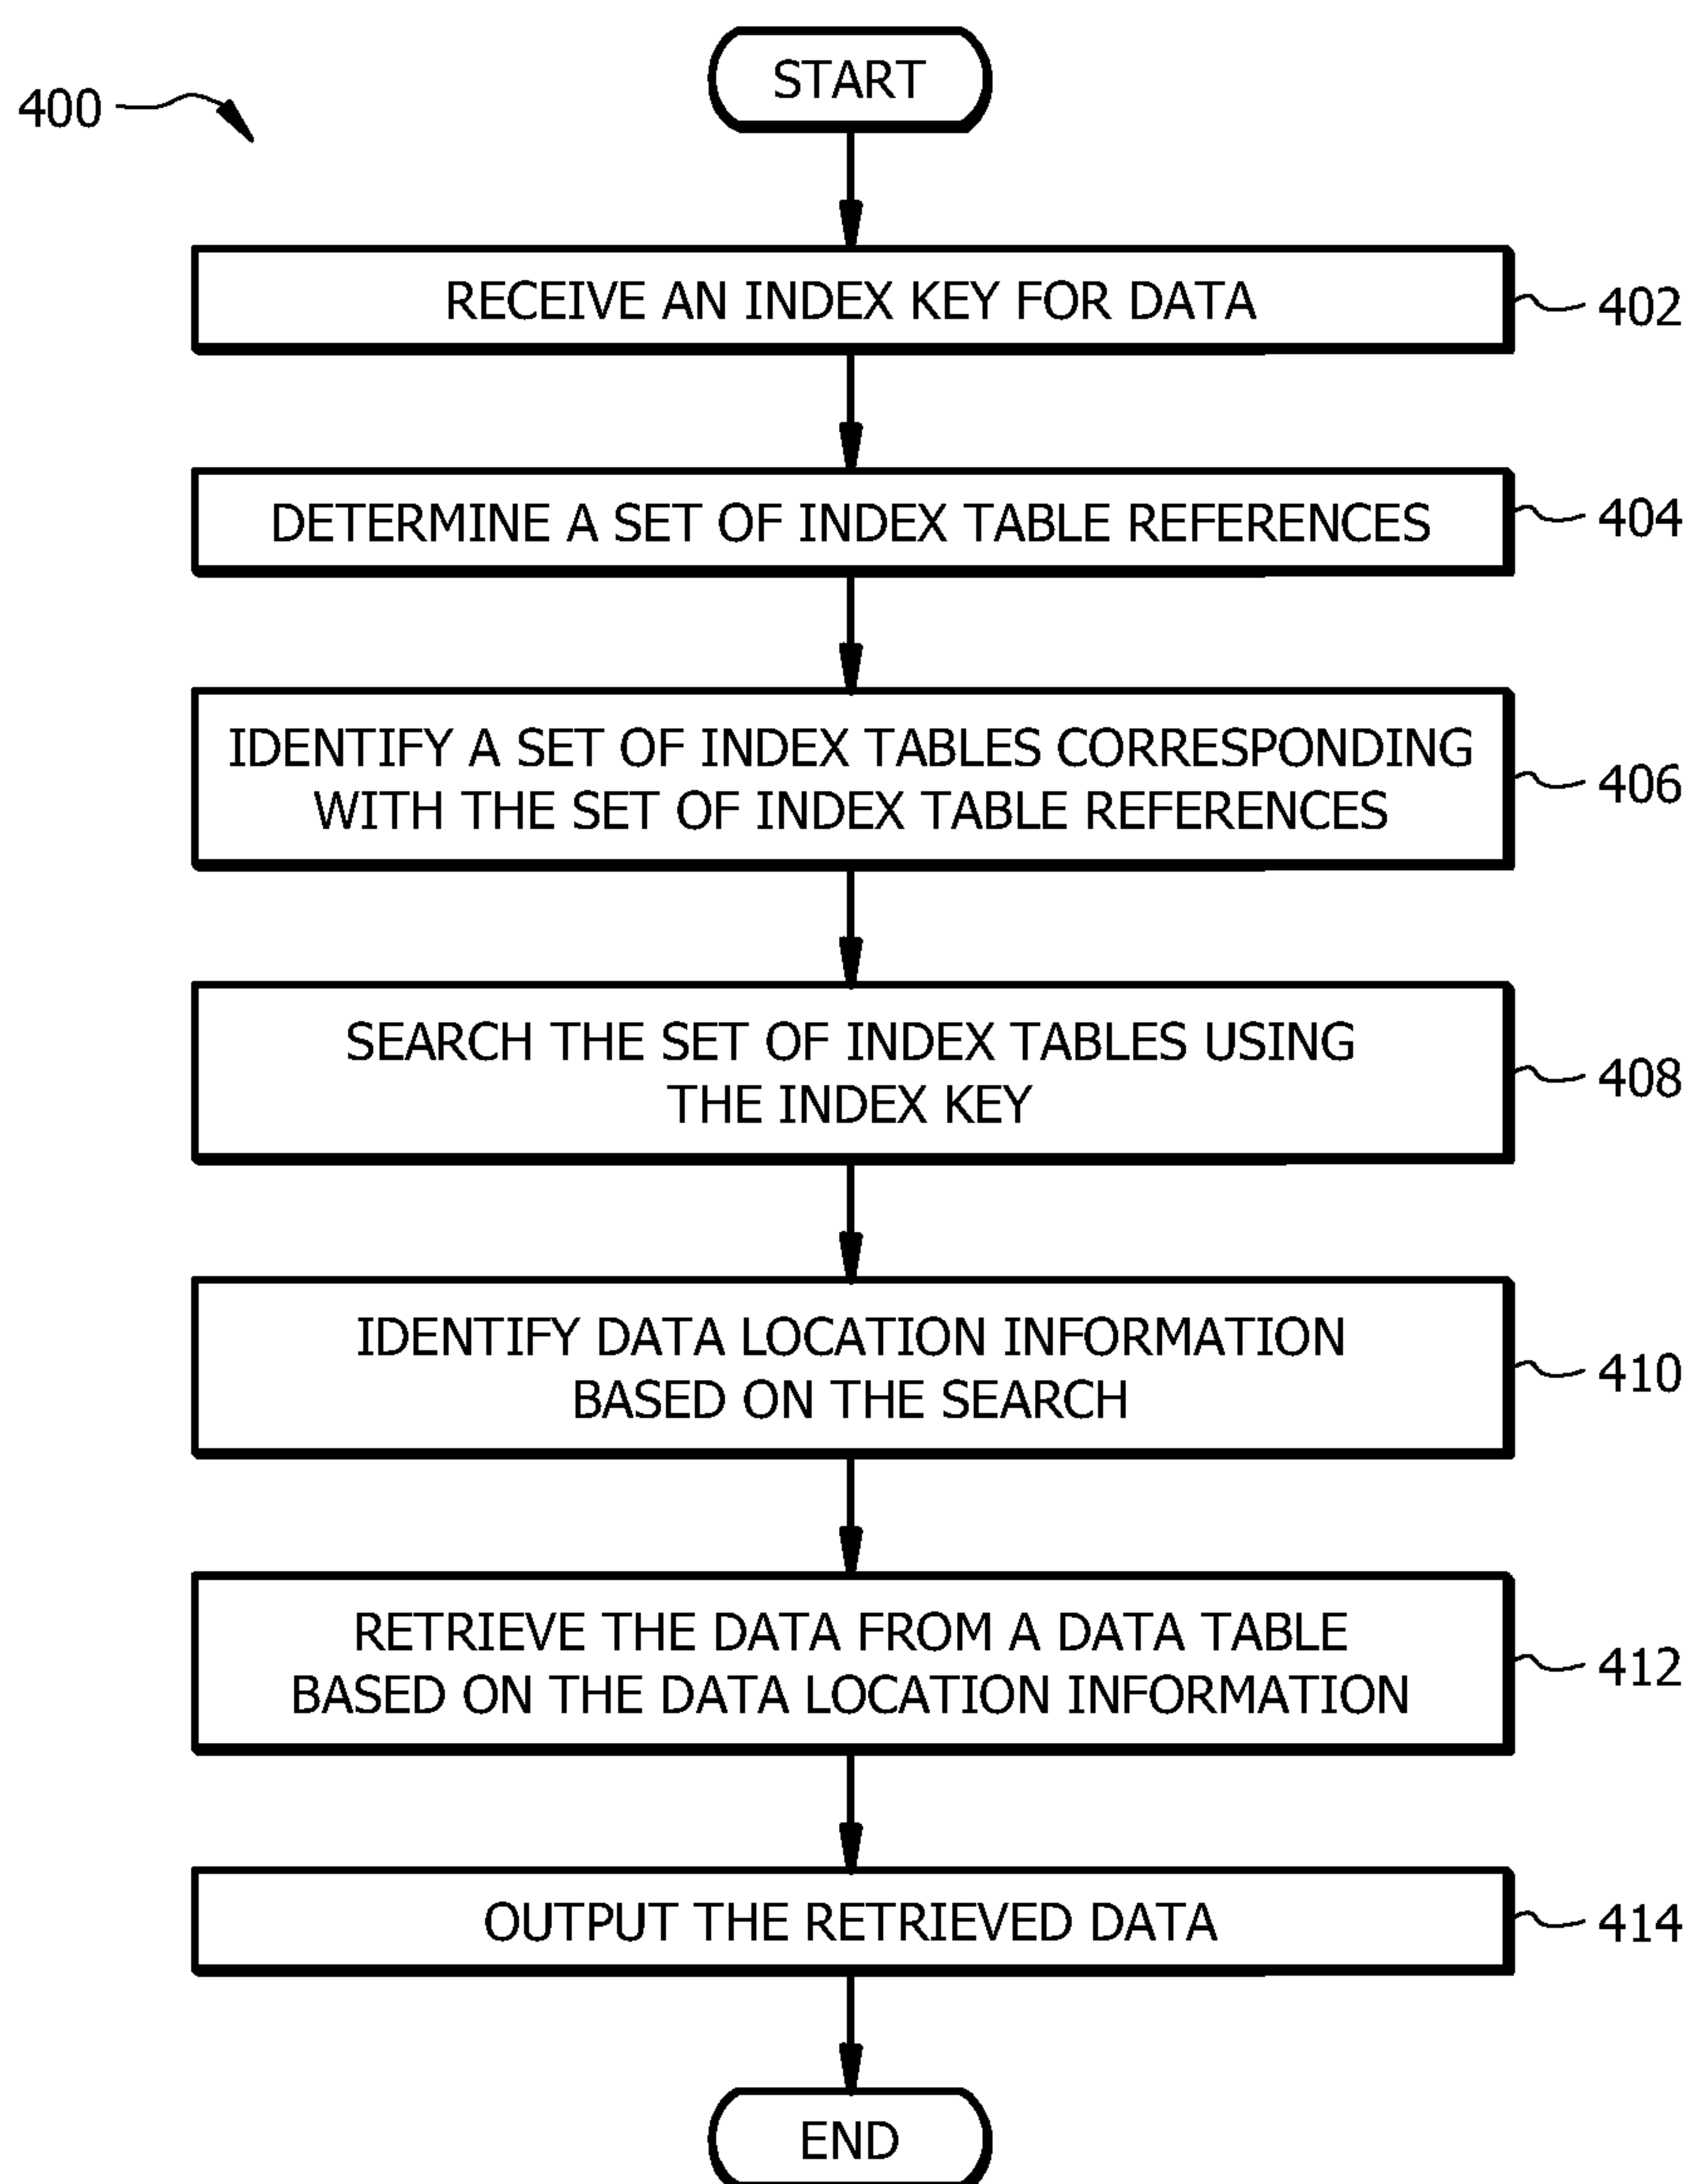 START
400
RECEIVE AN INDEX KEY FOR DATA
402
DETERMINE A SET OF INDEX TABLE REFERENCES
404
IDENTIFY A SET OF INDEX TABLES CORRESPONDING
WITH THE SET OF INDEX TABLE REFERENCES
406
SEARCH THE SET OF INDEX TABLES USING
THE INDEX KEY
408
IDENTIFY DATA LOCATION INFORMATION
BASED ON THE SEARCH
410
RETRIEVE THE DATA FROM A DATA TABLE
BASED ON THE DATA LOCATION INFORMATION
412
OUTPUT THE RETRIEVED DATA
414
END